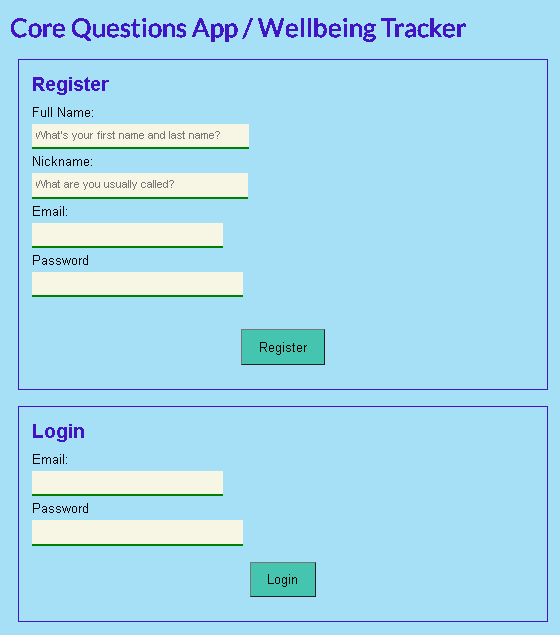 Core Questions App / Wellbeing Tracker
Register
Full Name:
What's your first name and last name?
Nickname:
What are you usually called?
Email:
Password
Register
Login
Email:
Password
Login